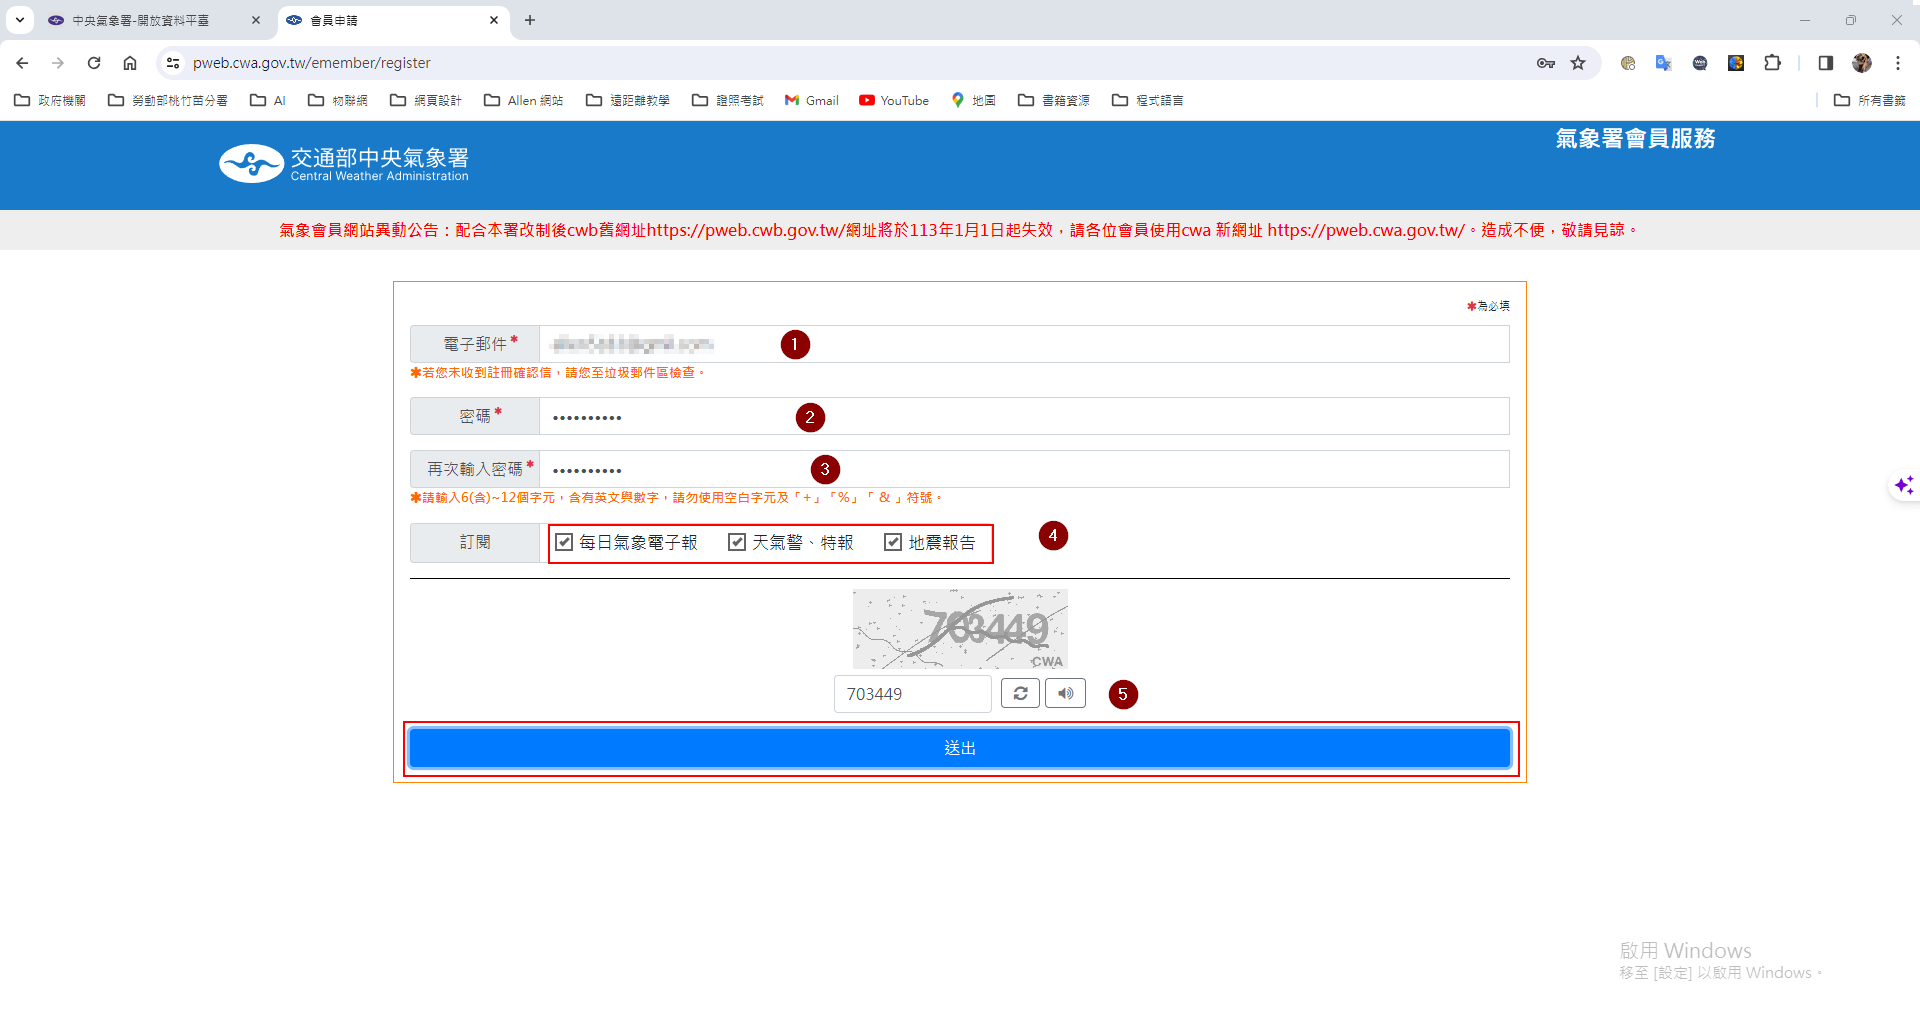 中央氣象署-開放資料平臺
會員申請
pweb.cwa.gov.tw/emember/register
政府機關
勞動部桃竹苗分署
AI
物聯網
網頁設計
Allen 網站
遠距離教學
證照考試
Gmail
YouTube
地圖
書籍資源
程式語言
所有書籤
交通部中央氣象署
Central Weather Administration
氣象署會員服務
氣象會員網站異動公告：配合本署改制後cwb舊網址https://pweb.cwb.gov.tw/網址將於113年1月1日起失效，請各位會員使用cwa 新網址 https://pweb.cwa.gov.tw/。造成不便，敬請見諒。
*為必填
電子郵件*
1
*若您未收到註冊確認信，請您至垃圾郵件區檢查。
密碼*
2
再次輸入密碼*
3
*請輸入6(含)~12個字元，含有英文與數字，請勿使用空白字元及「+」「%」「 & 」符號。
訂閱
每日氣象電子報
天氣警、特報
地震報告
4
703449
CWA
703449
5
送出
啟用 Windows
移至 [設定] 以啟用 Windows。